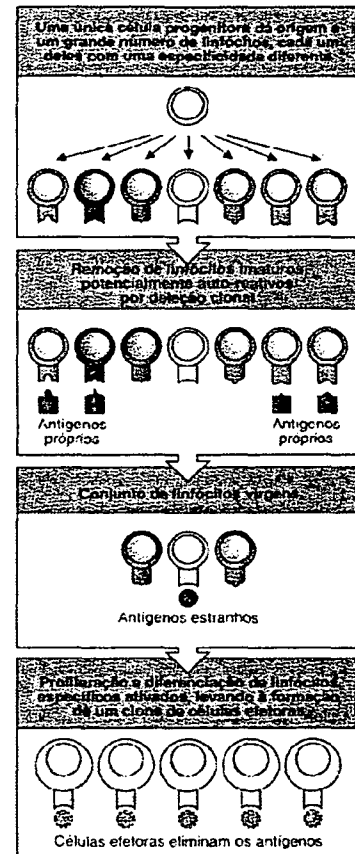 Uma única célula progenitora dá origem a
um grande número de linfócitos, cada um
deles com uma especificidade diferente
Remoção de linfócitos imaturos
potencialmente auto-reativos
por deleção clonal
Antígenos
próprios
Antígenos
próprios
Conjunto de linfócitos virgens
Antígenos estranhos
Proliferação e diferenciação de linfócitos
específicos ativados, levando à formação
de um clone de células efetoras
Células efetoras eliminam os antígenos